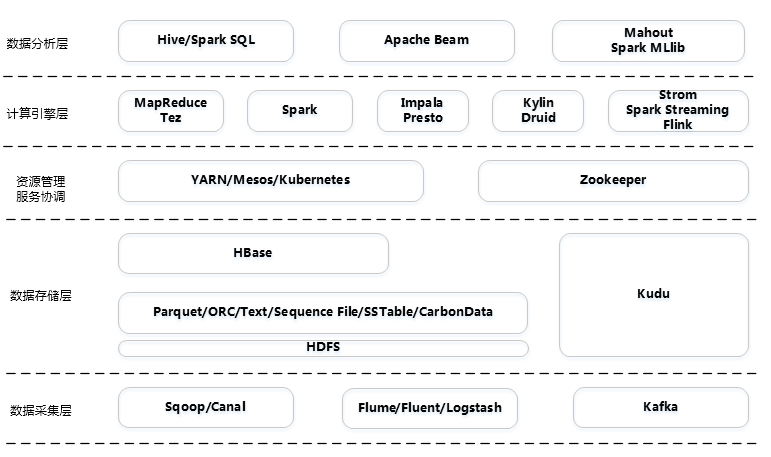 数据分析层
Hive/Spark SQL
Apache Beam
Mahout
Spark MLlib
计算引擎层
MapReduce
Tez
Spark
Impala
Presto
Kylin
Druid
Strom
Spark Streaming
Flink
资源管理
服务协调
YARN/Mesos/Kubernetes
Zookeeper
数据存储层
HBase
Kudu
Parquet/ORC/Text/Sequence File/SSTable/CarbonData
HDFS
数据采集层
Sqoop/Canal
Flume/Fluent/Logstash
Kafka